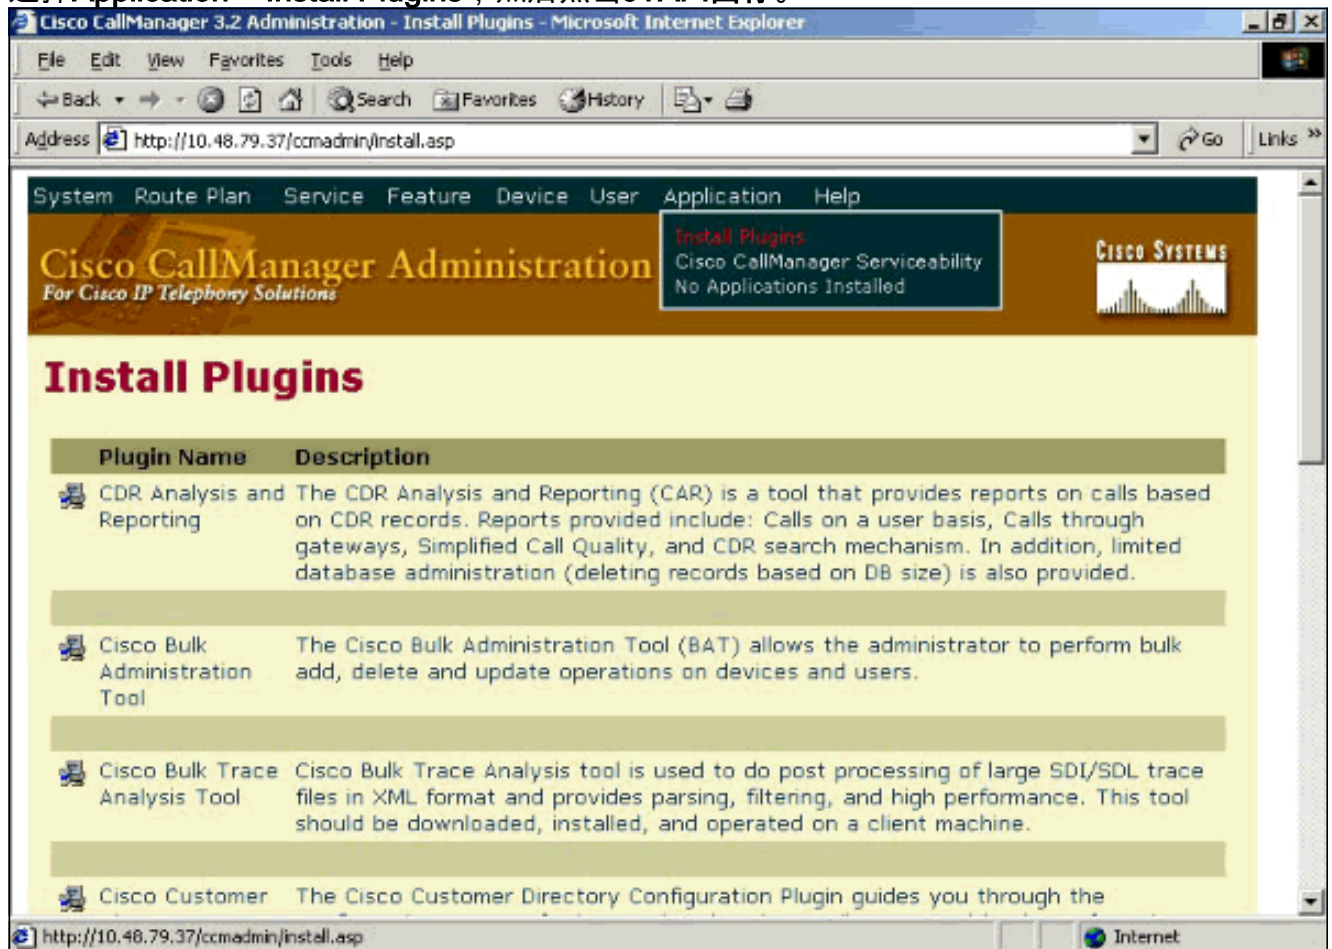 Cisco CallManager 3.2 Administration - Install Plugins - Microsoft Internet Explorer
File Edit View Favorites Tools Help
Back Search Favorites History
Address http://10.48.79.37/ccmadmin/install.asp Go Links »
System Route Plan Service Feature Device User Application Help
Install Plugins
Cisco CallManager Serviceability
No Applications Installed
Cisco CallManager Administration
For Cisco IP Telephony Solutions
CISCO SYSTEMS
Install Plugins
Plugin Name Description
CDR Analysis and The CDR Analysis and Reporting (CAR) is a tool that provides reports on calls based
Reporting on CDR records. Reports provided include: Calls on a user basis, Calls through
gateways, Simplified Call Quality, and CDR search mechanism. In addition, limited
database administration (deleting records based on DB size) is also provided.
Cisco Bulk The Cisco Bulk Administration Tool (BAT) allows the administrator to perform bulk
Administration add, delete and update operations on devices and users.
Tool
Cisco Bulk Trace Cisco Bulk Trace Analysis tool is used to do post processing of large SDI/SDL trace
Analysis Tool files in XML format and provides parsing, filtering, and high performance. This tool
should be downloaded, installed, and operated on a client machine.
Cisco Customer The Cisco Customer Directory Configuration Plugin guides you through the
http://10.48.79.37/ccmadmin/install.asp Internet